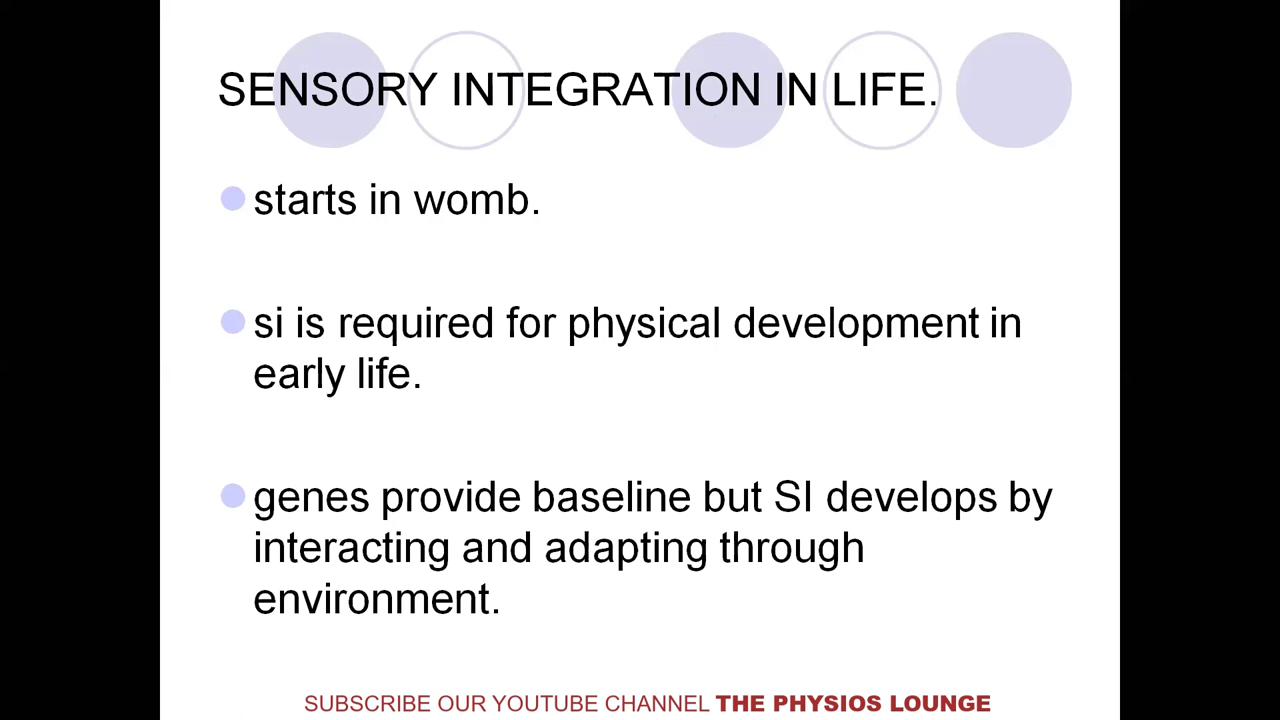 SENSORY INTEGRATION IN LIFE.
starts in womb.
si is required for physical development in
early life.
genes provide baseline but SI develops by
interacting and adapting through
environment.
SUBSCRIBE OUR YOUTUBE CHANNEL THE PHYSIOS LOUNGE